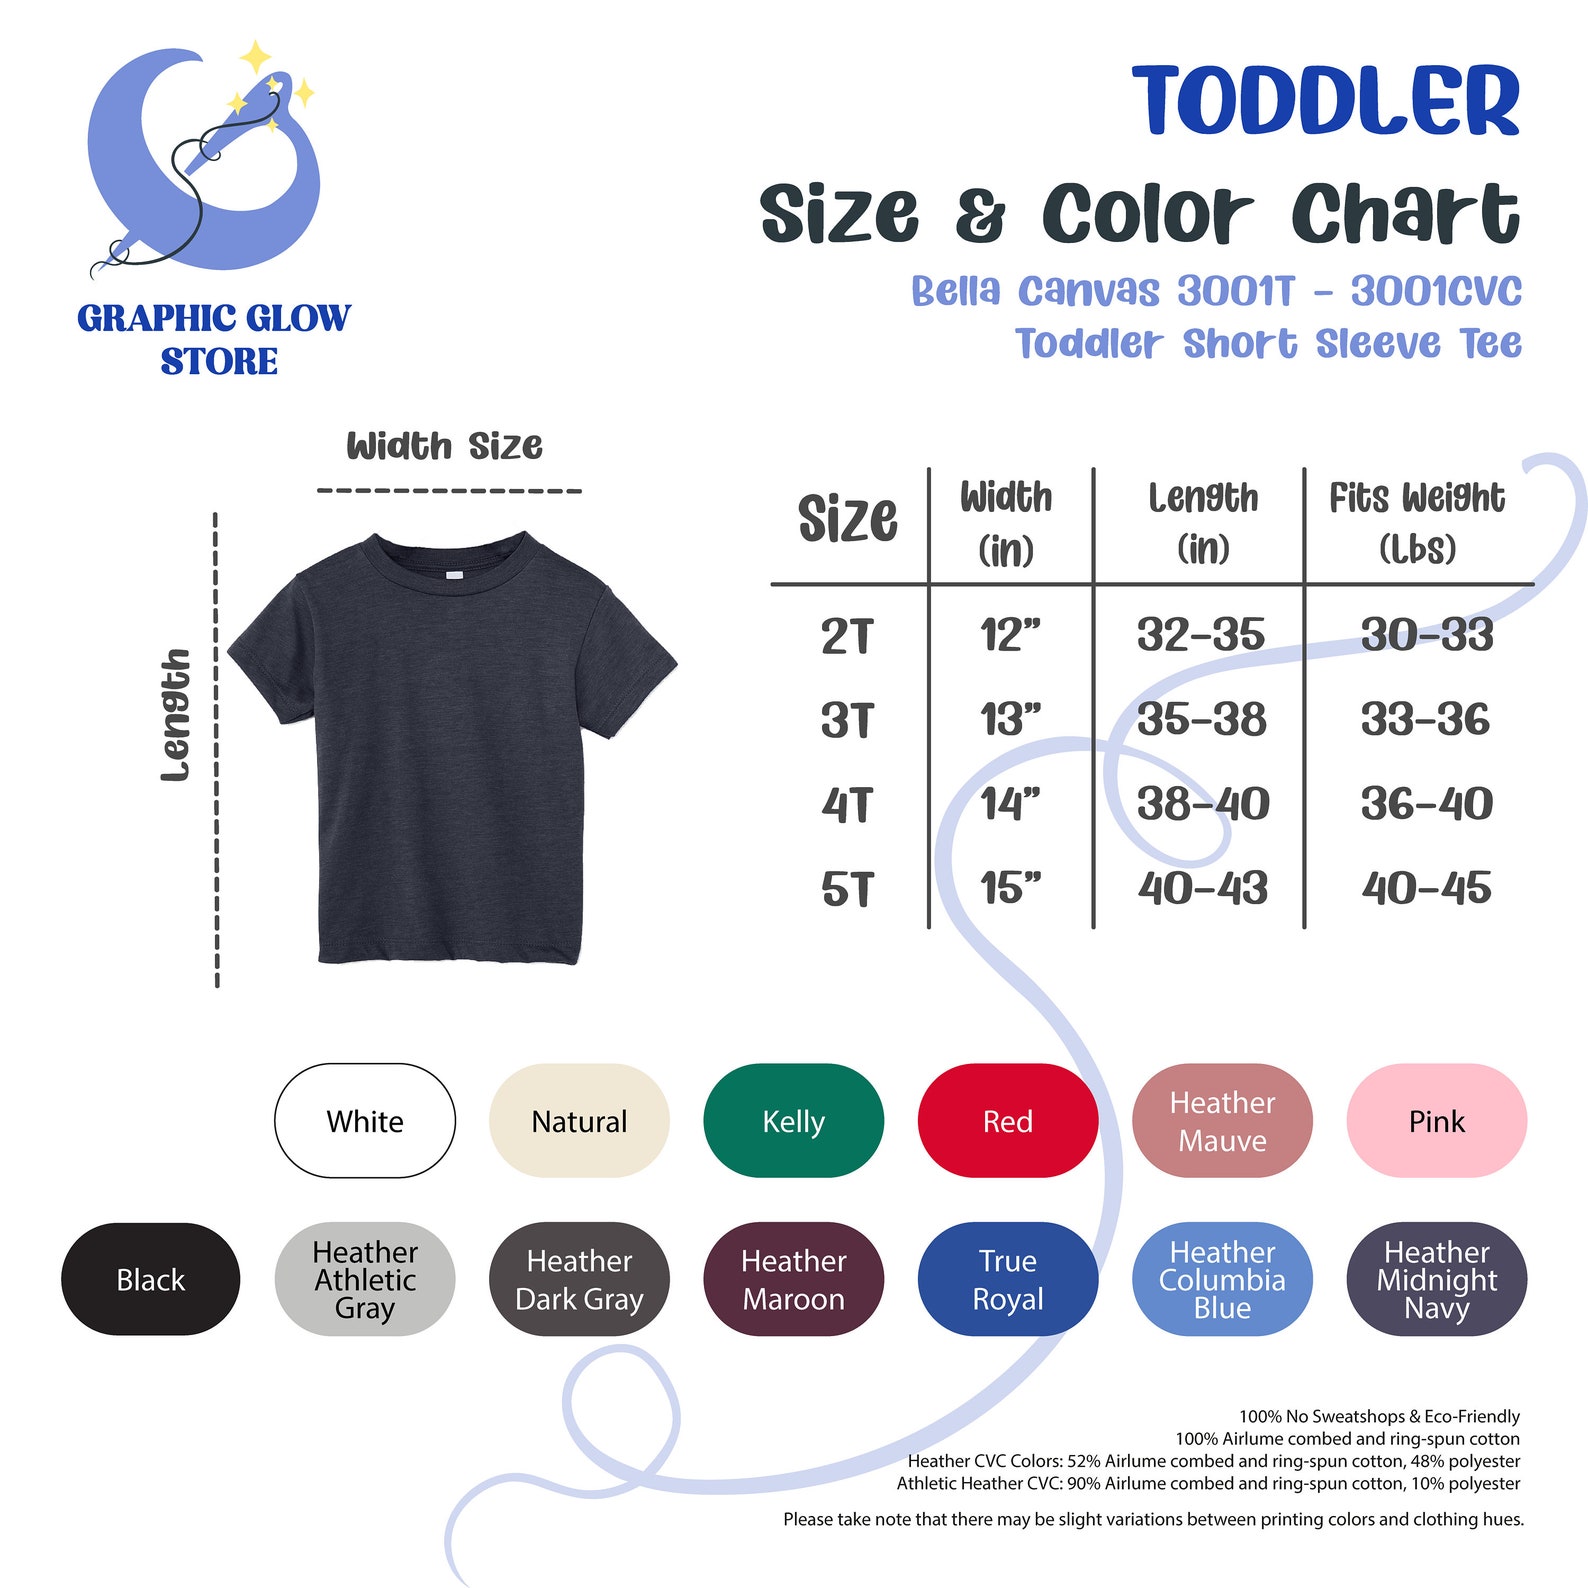 GRAPHIC GLOW
STORE
TODDLER
Size & Color Chart
Bella Canvas 3001T - 3001CVC
Toddler Short Sleeve Tee
Width Size
Length
Size Width (in) Length (in) Fits Weight (Lbs)
2T 12” 32-35 30-33
3T 13” 35-38 33-36
4T 14” 38-40 36-40
5T 15” 40-43 40-45
White
Natural
Kelly
Red
Heather
Mauve
Pink
Black
Heather
Athletic
Gray
Heather
Dark Gray
Heather
Maroon
True
Royal
Heather
Columbia
Blue
Heather
Midnight
Navy
100% No Sweatshops & Eco-Friendly
100% Airlume combed and ring-spun cotton
Heather CVC Colors: 52% Airlume combed and ring-spun cotton, 48% polyester
Athletic Heather CVC: 90% Airlume combed and ring-spun cotton, 10% polyester
Please take note that there may be slight variations between printing colors and clothing hues.